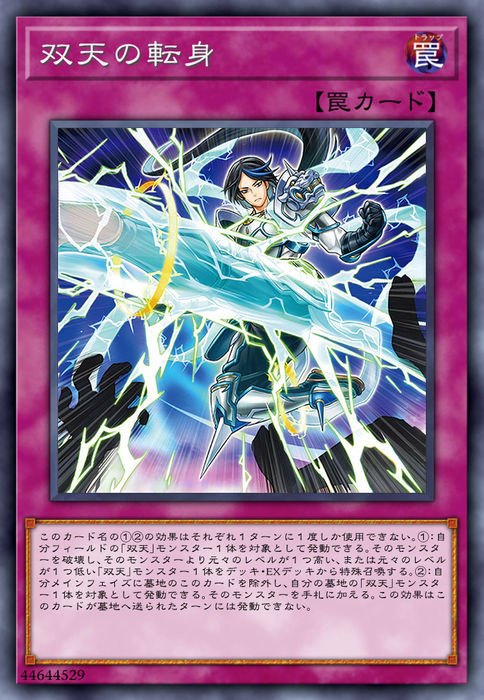 双天の転身
トラップ
罠
【罠カード】
このカード名の①②の効果はそれぞれ1ターンに1度しか使用できない。①:自
分フィールドの「双天」モンスター1体を対象として発動できる。そのモンスタ
ーを破壊し、そのモンスターより元々のレベルが1つ高い、または元々のレベル
が1つ低い「双天」モンスター1体をデッキ・EXデッキから特殊召喚する。②:自
分メインフェイズに墓地のこのカードを除外し、自分の墓地の「双天」モンスタ
ー1体を対象として発動できる。そのモンスターを手札に加える。この効果はこ
のカードが墓地へ送られたターンには発動できない。
44644529